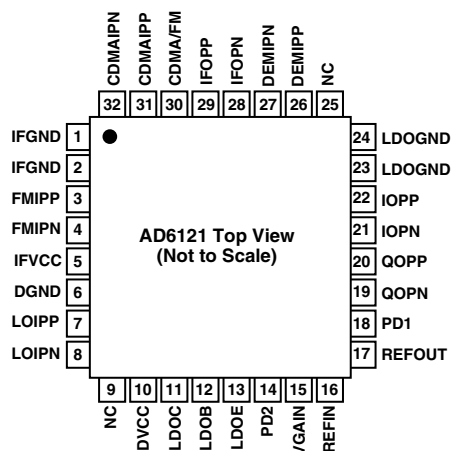 CDMAIPN
CDMAIPP
CDMA/FM
IFOPP
IFOPN
DEMIPN
DEMIPP
NC
32 31 30 29 28 27 26 25
IFGND 1
IFGND 2
FMIPP 3
FMIPN 4
IFVCC 5
DGND 6
LOIPP 7
LOIPN 8
AD6121 Top View
(Not to Scale)
24 LDOGND
23 LDOGND
22 IOPP
21 IOPN
20 QOPP
19 QOPN
18 PD1
17 REFOUT
9 10 11 12 13 14 15 16
NC
DVCC
LDOC
LDOB
LDOE
PD2
VGAIN
REFIN